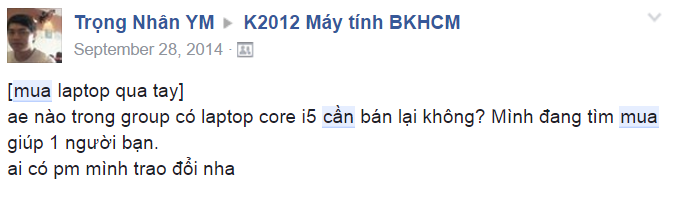 Trọng Nhân YM ▸ K2012 Máy tính BKHCM
September 28, 2014 ·
[mua laptop qua tay]
ae nào trong group có laptop core i5 cần bán lại không? Mình đang tìm mua
giúp 1 người bạn.
ai có pm mình trao đổi nha